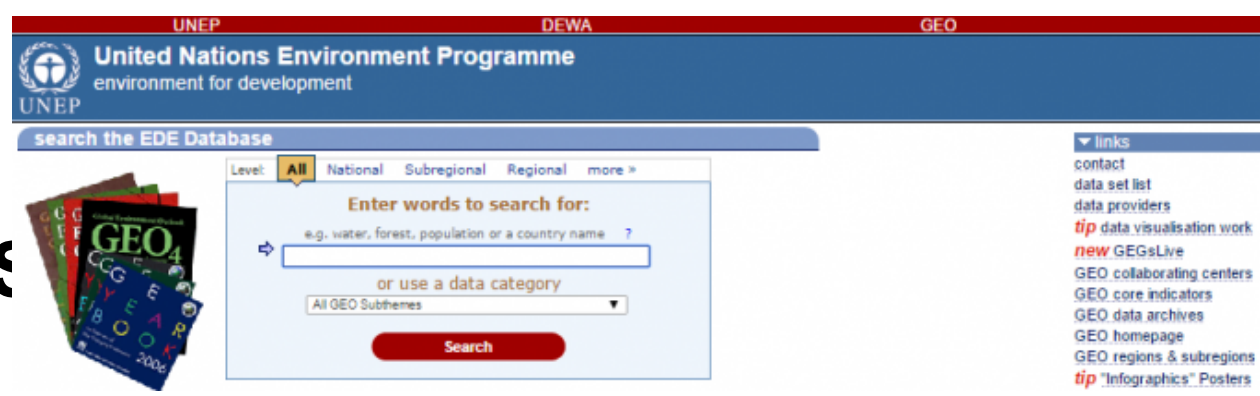 UNEP DEWA GEO
United Nations Environment Programme
environment for development
UNEP
search the EDE Database
Level: All National Subregional Regional more »
Enter words to search for:
e.g. water, forest, population or a country name ?
or use a data category
All GEO Subthemes
Search
GEO4
YEAR
BOOK
2006
S
links
contact
data set list
data providers
tip data visualisation work
new GEGsLive
GEO collaborating centers
GEO core indicators
GEO data archives
GEO homepage
GEO regions & subregions
tip "Infographics" Posters